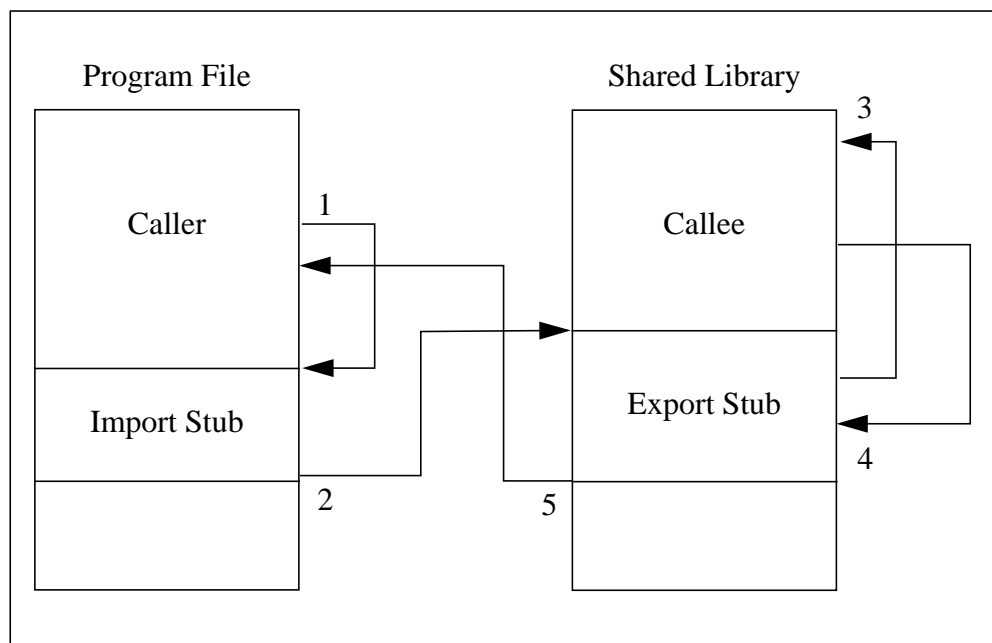 Program File
Shared Library
3
1
Caller
Callee
Import Stub
Export Stub
4
2
5